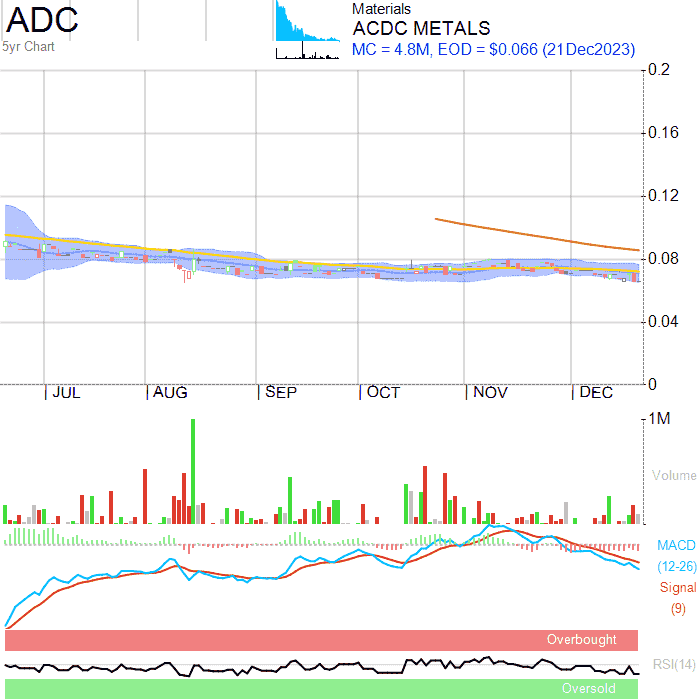 ADC
5yr Chart
Materials
ACDC METALS
MC = 4.8M, EOD = $0.066 (21Dec2023)
0.2
0.16
0.12
0.08
0.04
0
JUL AUG SEP OCT NOV DEC
1M
Volume
MACD
(12-26)
Signal
(9)
Overbought
RSI(14)
Oversold